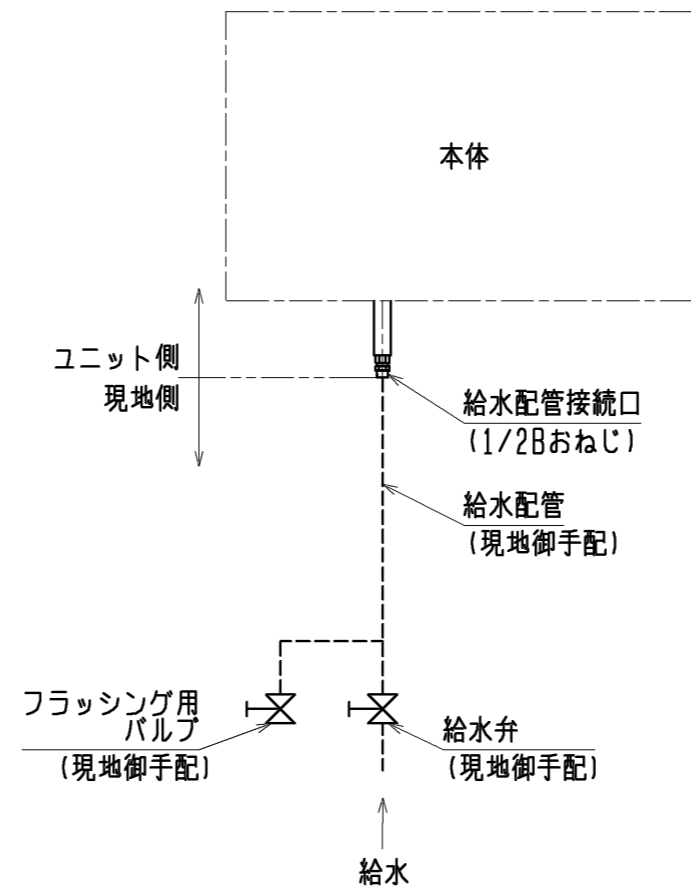 本体
ユニット側
現地側
給水配管接続口
(1/2Bおねじ)
給水配管
(現地御手配)
フラッシング用
バルブ
(現地御手配)
給水弁
(現地御手配)
給水